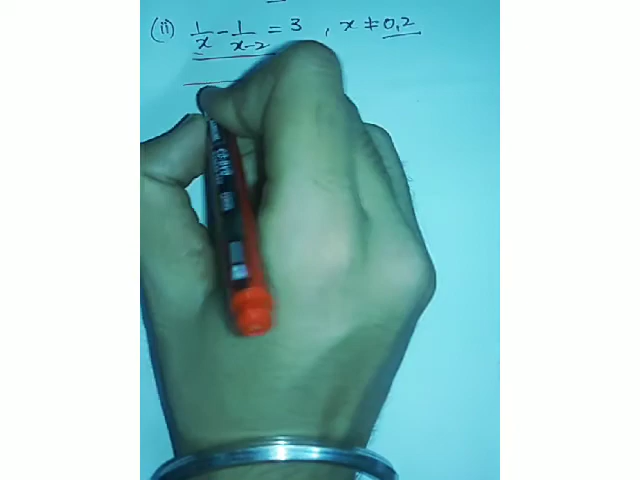 (ii) 1/x - 1/x-2 = 3 , x ≠ 0,2